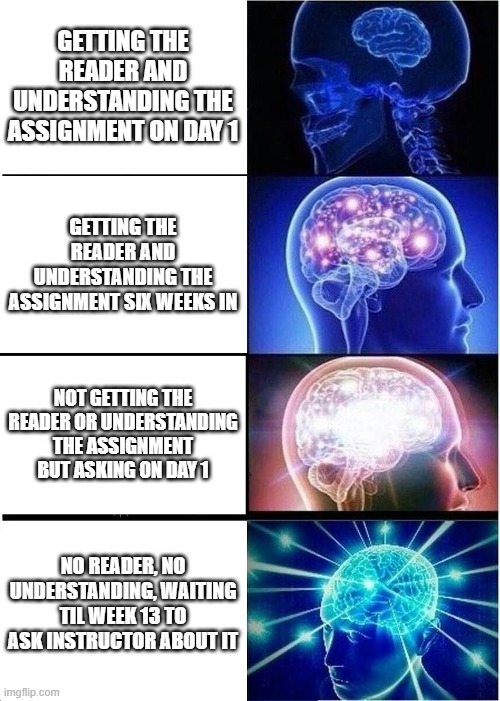 GETTING THE
READER AND
UNDERSTANDING THE
ASSIGNMENT ON DAY 1
GETTING THE
READER AND
UNDERSTANDING THE
ASSIGNMENT SIX WEEKS IN
NOT GETTING THE
READER OR UNDERSTANDING
THE ASSIGNMENT
BUT ASKING ON DAY 1
NO READER, NO
UNDERSTANDING, WAITING
TIL WEEK 13 TO
ASK INSTRUCTOR ABOUT IT
imgflip.com